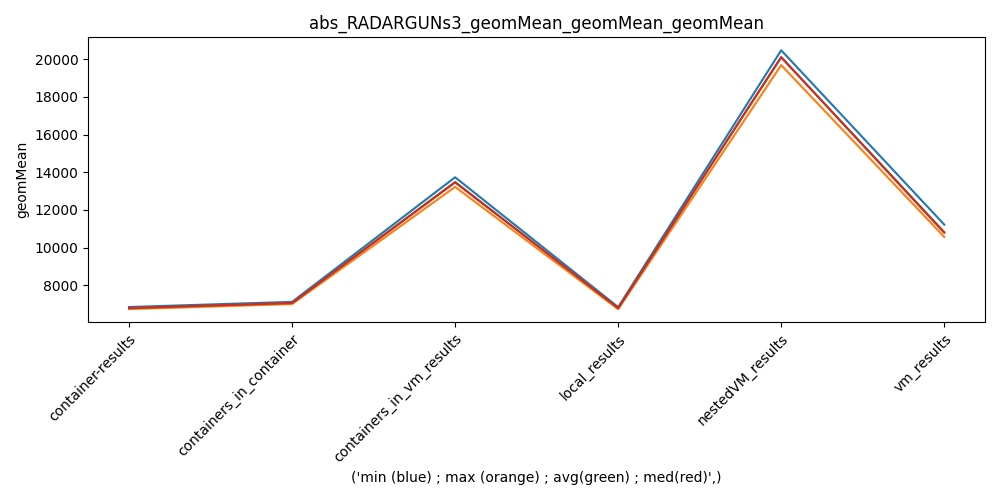 abs_RADARGUNs3_geomMean_geomMean_geomMean
geomMean
20000
18000
16000
14000
12000
10000
8000
container-results
containers_in_container
containers_in_vm_results
local_results
nestedVM_results
vm_results
('min (blue) ; max (orange) ; avg(green) ; med(red)',)